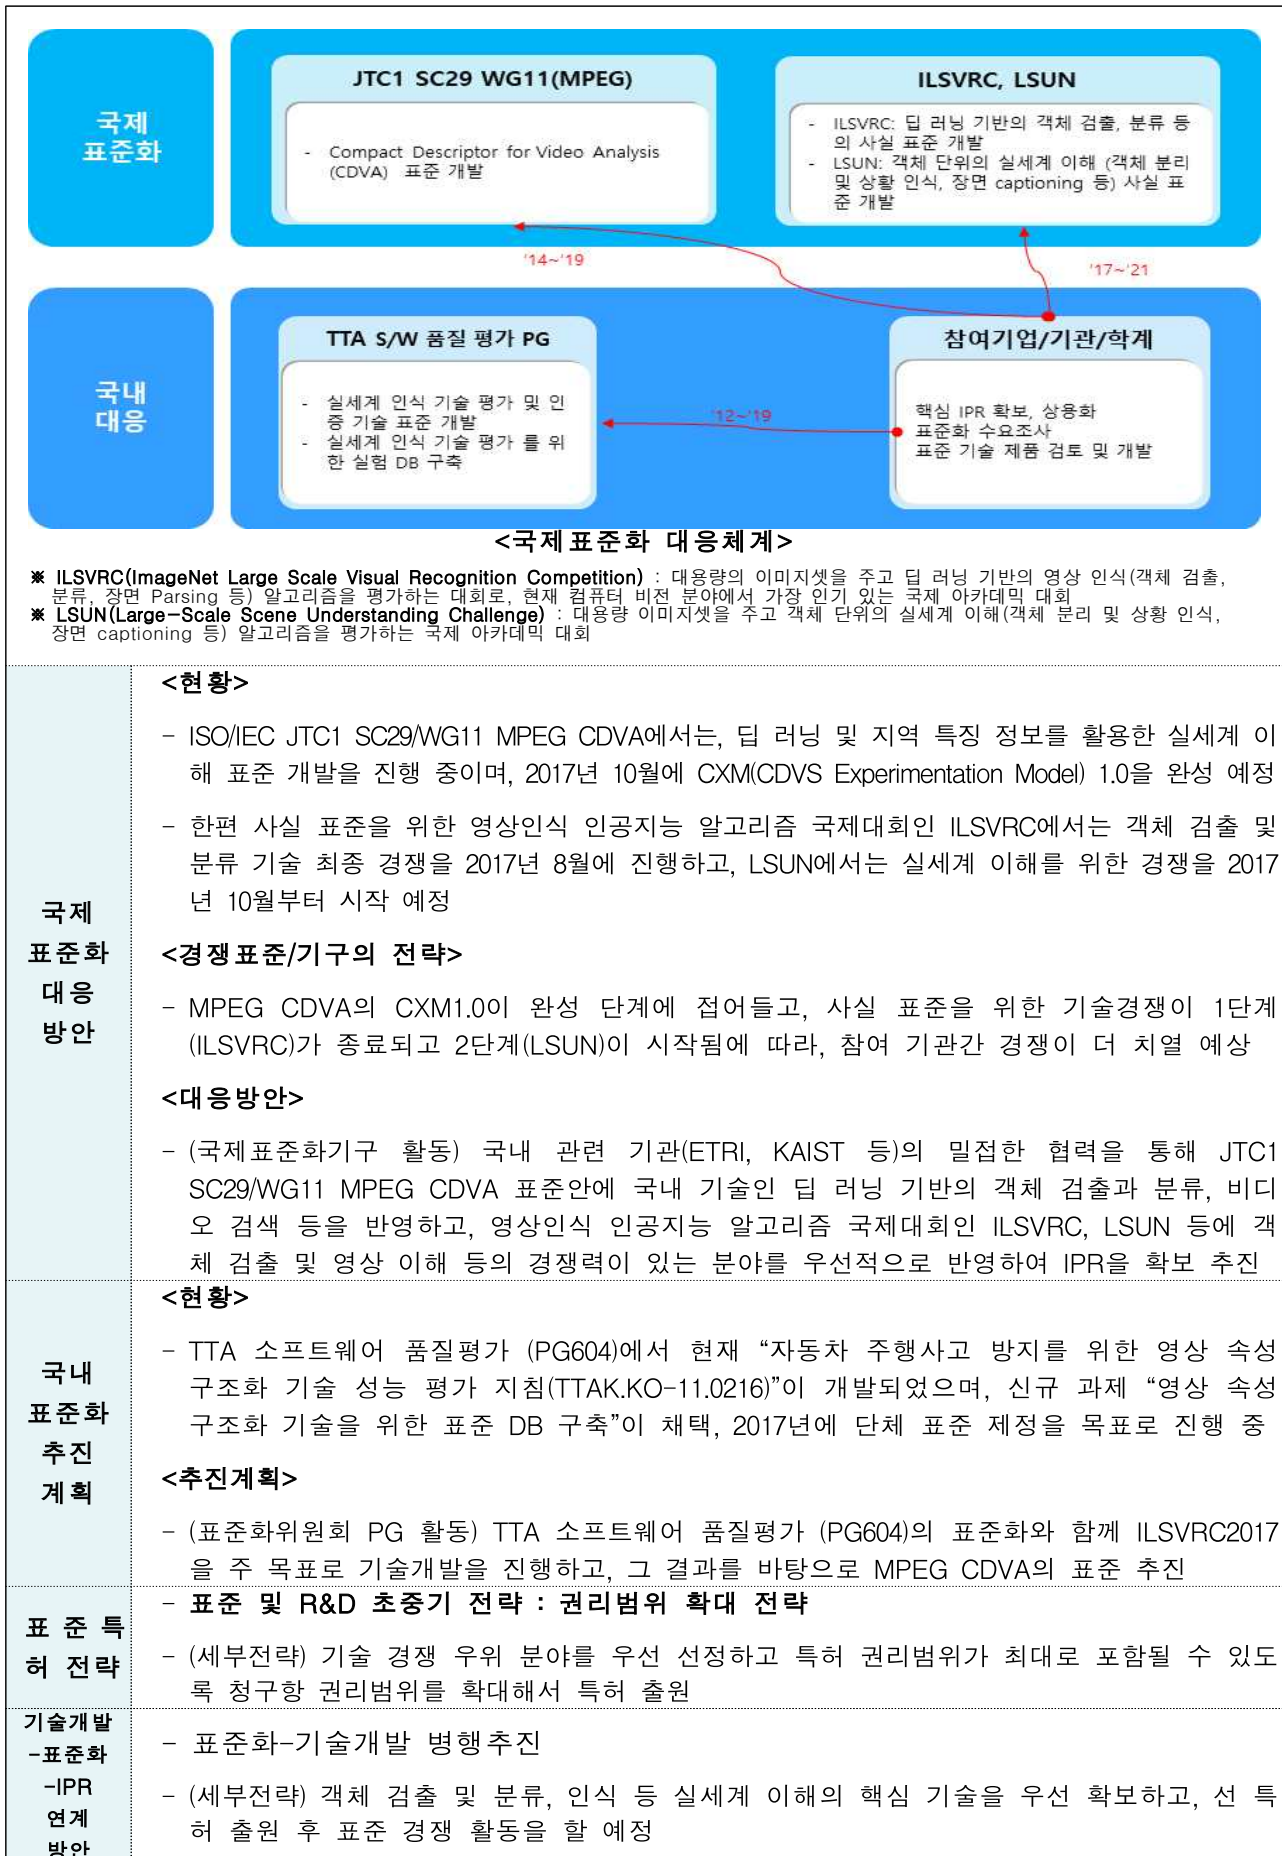 국제
표준화
JTC1 SC29 WG11(MPEG)
- Compact Descriptor for Video Analysis
(CDVA) 표준 개발
ILSVRC, LSUN
- ILSVRC: 딥 러닝 기반의 객체 검출, 분류 등
의 사실 표준 개발
- LSUN: 객체 단위의 실세계 이해 (객체 분리
및 상황 인식, 장면 captioning 등) 사실 표
준 개발
'14~'19
'17~'21
국내
대응
TTA S/W 품질 평가 PG
- 실세계 인식 기술 평가 및 인
증 기술 표준 개발
- 실세계 인식 기술 평가 를 위
한 실험 DB 구축
'12~'19
참여기업/기관/학계
핵심 IPR 확보, 상용화
표준화 수요조사
표준 기술 제품 검토 및 개발
<국제표준화 대응체계>
※ ILSVRC(ImageNet Large Scale Visual Recognition Competition) : 대용량의 이미지셋을 주고 딥 러닝 기반의 영상 인식(객체 검출,
분류, 장면 Parsing 등) 알고리즘을 평가하는 대회로, 현재 컴퓨터 비전 분야에서 가장 인기 있는 국제 아카데믹 대회
※ LSUN(Large-Scale Scene Understanding Challenge) : 대용량 이미지셋을 주고 객체 단위의 실세계 이해(객체 분리 및 상황 인식,
장면 captioning 등) 알고리즘을 평가하는 국제 아카데믹 대회
국제
표준화
대응
방안
<현황>
- ISO/IEC JTC1 SC29/WG11 MPEG CDVA에서는, 딥 러닝 및 지역 특징 정보를 활용한 실세계 이
해 표준 개발을 진행 중이며, 2017년 10월에 CXM(CDVS Experimentation Model) 1.0을 완성 예정
- 한편 사실 표준을 위한 영상인식 인공지능 알고리즘 국제대회인 ILSVRC에서는 객체 검출 및
분류 기술 최종 경쟁을 2017년 8월에 진행하고, LSUN에서는 실세계 이해를 위한 경쟁을 2017
년 10월부터 시작 예정
<경쟁표준/기구의 전략>
- MPEG CDVA의 CXM1.0이 완성 단계에 접어들고, 사실 표준을 위한 기술경쟁이 1단계
(ILSVRC)가 종료되고 2단계(LSUN)이 시작됨에 따라, 참여 기관간 경쟁이 더 치열 예상
<대응방안>
- (국제표준화기구 활동) 국내 관련 기관(ETRI, KAIST 등)의 밀접한 협력을 통해 JTC1
SC29/WG11 MPEG CDVA 표준안에 국내 기술인 딥 러닝 기반의 객체 검출과 분류, 비디
오 검색 등을 반영하고, 영상인식 인공지능 알고리즘 국제대회인 ILSVRC, LSUN 등에 객
체 검출 및 영상 이해 등의 경쟁력이 있는 분야를 우선적으로 반영하여 IPR을 확보 추진
국내
표준화
추진
계획
<현황>
- TTA 소프트웨어 품질평가 (PG604)에서 현재 “자동차 주행사고 방지를 위한 영상 속성
구조화 기술 성능 평가 지침(TTAK.KO-11.0216)”이 개발되었으며, 신규 과제 “영상 속성
구조화 기술을 위한 표준 DB 구축”이 채택, 2017년에 단체 표준 제정을 목표로 진행 중
<추진계획>
- (표준화위원회 PG 활동) TTA 소프트웨어 품질평가 (PG604)의 표준화와 함께 ILSVRC2017
을 주 목표로 기술개발을 진행하고, 그 결과를 바탕으로 MPEG CDVA의 표준 추진
표 준 특
허 전략
- 표준 및 R&D 초중기 전략 : 권리범위 확대 전략
- (세부전략) 기술 경쟁 우위 분야를 우선 선정하고 특허 권리범위가 최대로 포함될 수 있도
록 청구항 권리범위를 확대해서 특허 출원
기술개발
-표준화
-IPR
연계
방안
- 표준화-기술개발 병행추진
- (세부전략) 객체 검출 및 분류, 인식 등 실세계 이해의 핵심 기술을 우선 확보하고, 선 특
허 출원 후 표준 경쟁 활동을 할 예정